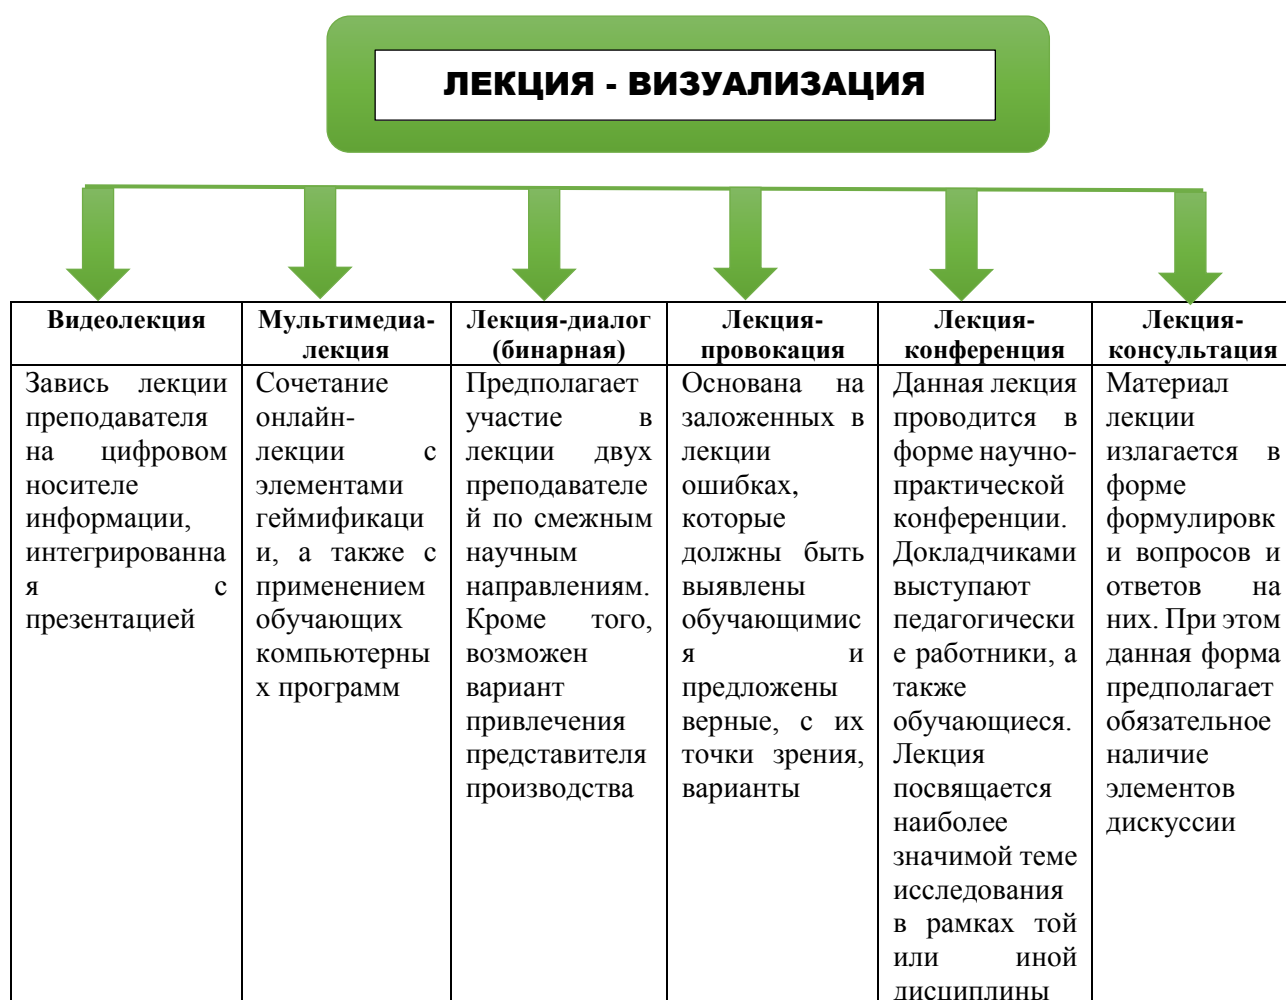 ЛЕКЦИЯ - ВИЗУАЛИЗАЦИЯ
Видеолекция
Завись лекции
преподавателя
на цифровом
носителе
информации,
интегрированна
я с
презентацией
Мультимедиа-
лекция
Сочетание
онлайн-
лекции с
элементами
геймификаци
и, а также с
применением
обучающих
компьютерны
х программ
Лекция-диалог
(бинарная)
Предполагает
участие в
лекции двух
преподавателе
й по смежным
научным
направлениям.
Кроме того,
возможен
вариант
привлечения
представителя
производства
Лекция-
провокация
Основана на
заложенных в
лекции
ошибках,
которые
должны быть
выявлены
обучающимис
я и
предложены
верные, с их
точки зрения,
варианты
Лекция-
конференция
Данная лекция
проводится в
форме научно-
практической
конференции.
Докладчиками
выступают
педагогически
е работники, а
также
обучающиеся.
Лекция
посвящается
наиболее
значимой теме
исследования
в рамках той
или иной
дисциплины
Лекция-
консультация
Материал
лекции
излагается в
форме
формулировк
и вопросов и
ответов на
них. При этом
данная форма
предполагает
обязательное
наличие
элементов
дискуссии